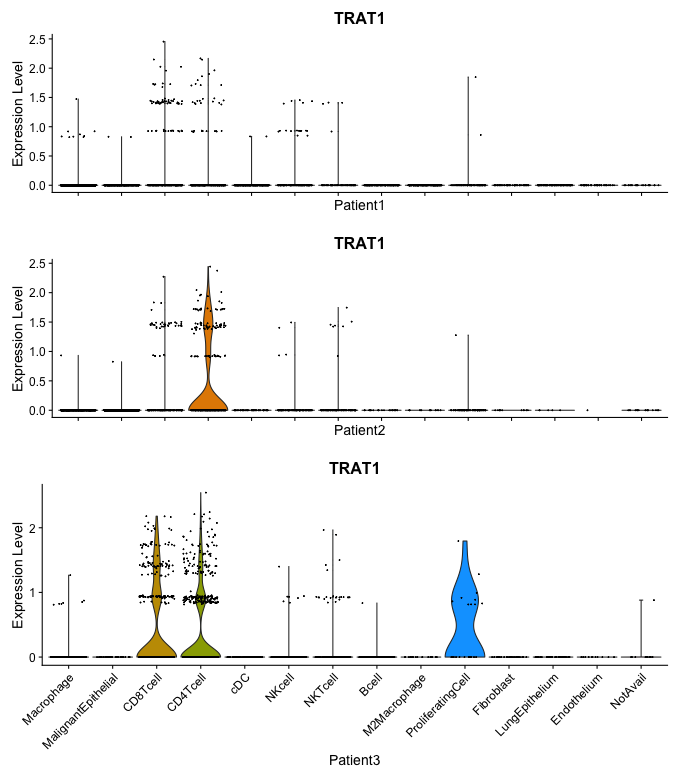 TRAT1
Expression Level
2.5
2.0
1.5
1.0
0.5
0.0
Patient1
TRAT1
Expression Level
2.5
2.0
1.5
1.0
0.5
0.0
Patient2
TRAT1
Expression Level
2
1
0
Macrophage
MalignantEpithelial
CD8Tcell
CD4Tcell
cDC
NKcell
NKTcell
Bcell
M2Macrophage
ProliferatingCell
Fibroblast
LungEpithelium
Endothelium
NotAvail
Patient3